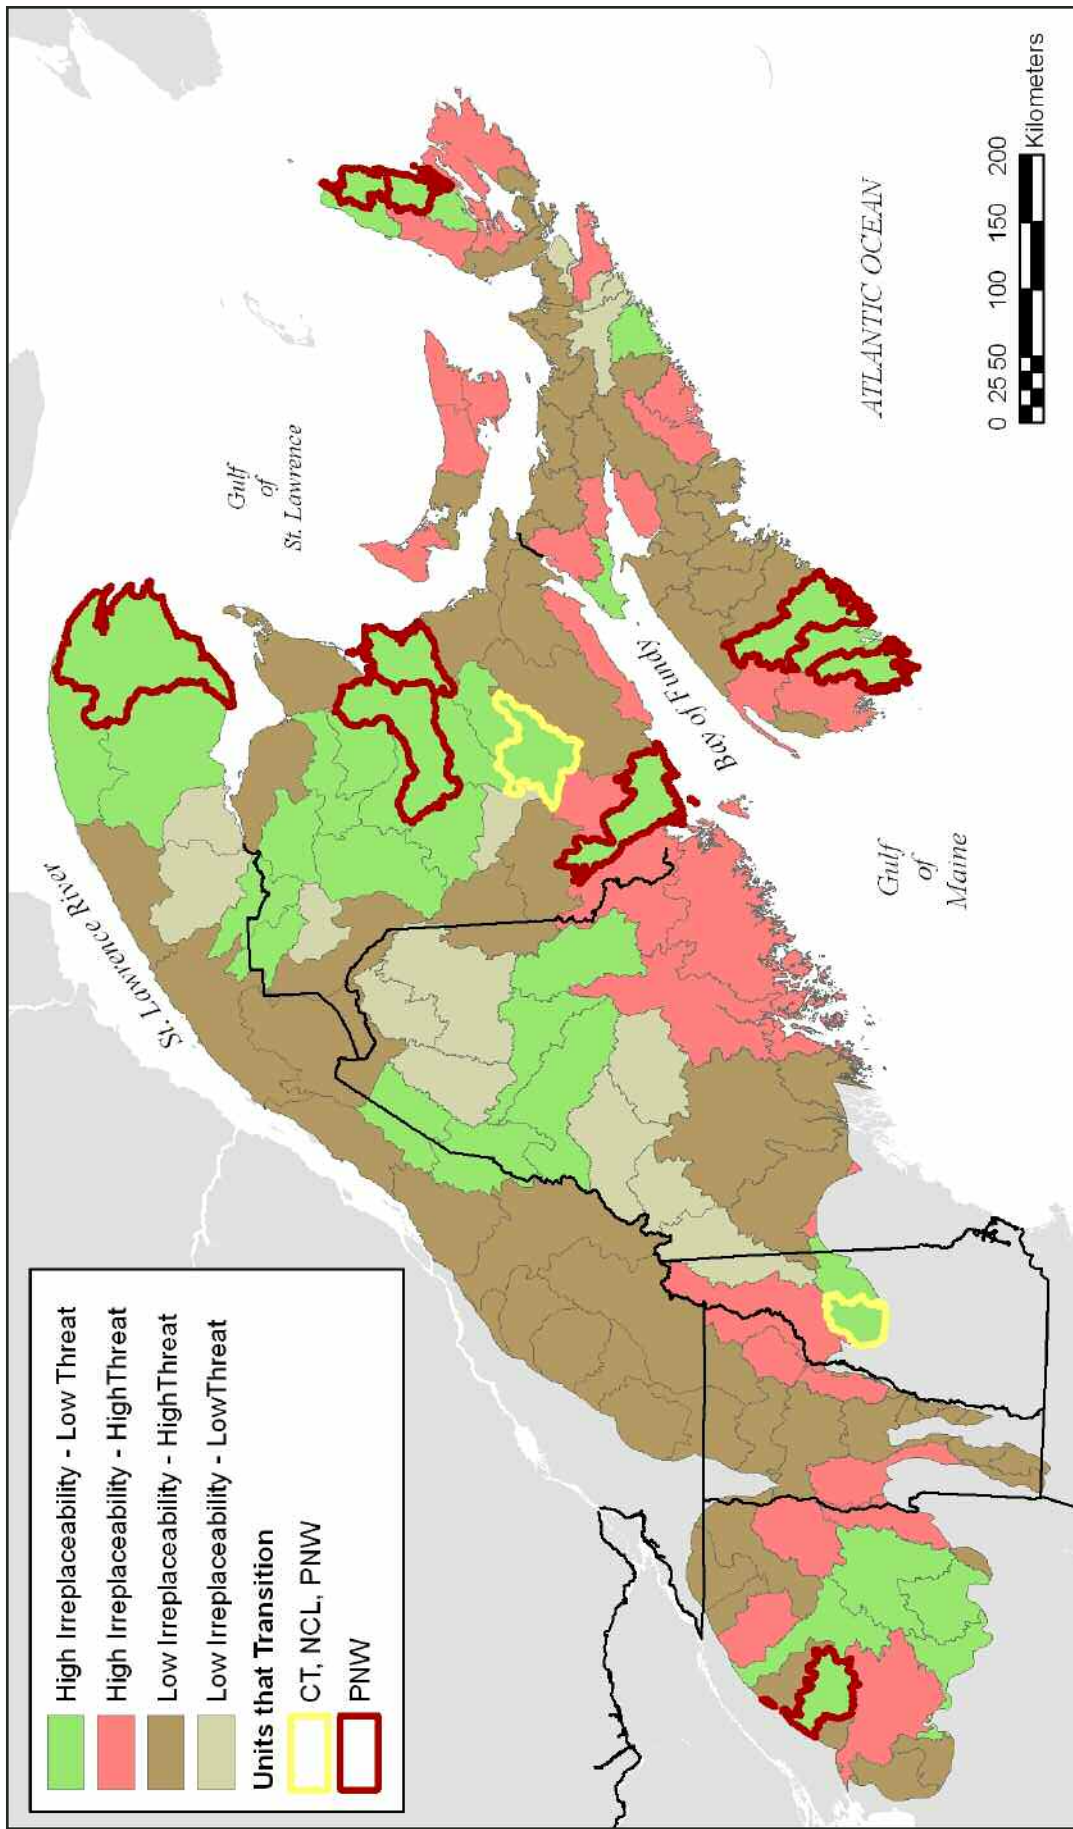 High Irreplaceability - Low Threat
High Irreplaceability - HighThreat
Low Irreplaceability - HighThreat
Low Irreplaceability - LowThreat
Units that Transition
CT, NCL, PNW
PNW
St. Lawrence River
Gulf
of
St. Lawrence
Bay of Fundy
Gulf
of
Maine
ATLANTIC OCEAN
0 25 50 100 150 200
Kilometers